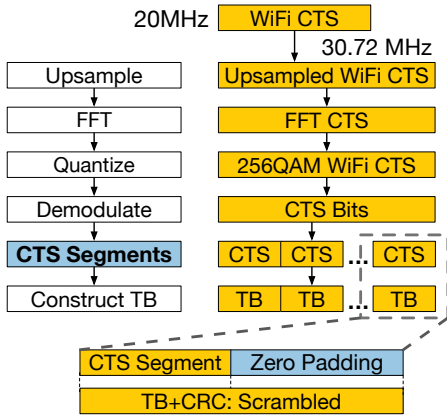 20MHz WiFi CTS
30.72 MHz
Upsample Upsampled WiFi CTS
FFT FFT CTS
Quantize 256QAM WiFi CTS
Demodulate CTS Bits
CTS Segments CTS CTS ... CTS
Construct TB TB TB ... TB
CTS Segment Zero Padding
TB+CRC: Scrambled